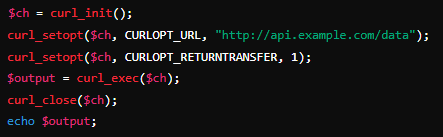 $ch = curl_init();
curl_setopt($ch, CURLOPT_URL, "http://api.example.com/data");
curl_setopt($ch, CURLOPT_RETURNTRANSFER, 1);
$output = curl_exec($ch);
curl_close($ch);
echo $output;